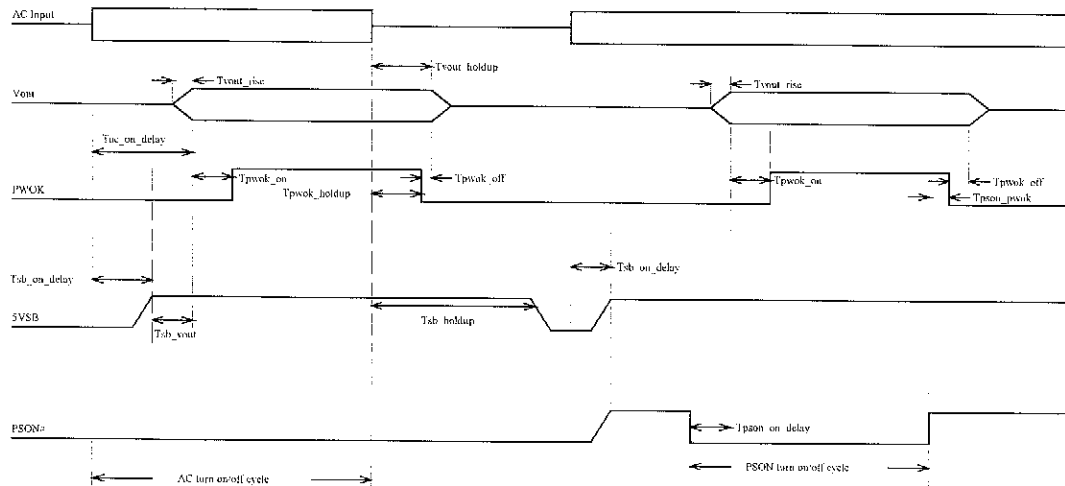 AC Input
Tvout_holdup
Tvout_rise
Tvout_rise
Vout
Tac_on_delay
Tpwok_on
Tpwok_off
Tpwok_on
Tpwok_off
PWOK
Tpwok_holdup
Tpson_pwok
Tsb_on_delay
Tsb_on_delay
5VSB
Tsb_vout
Tsb_holdup
PSON#
Tpson_on_delay
AC turn on/off cycle
PSON turn on/off cycle